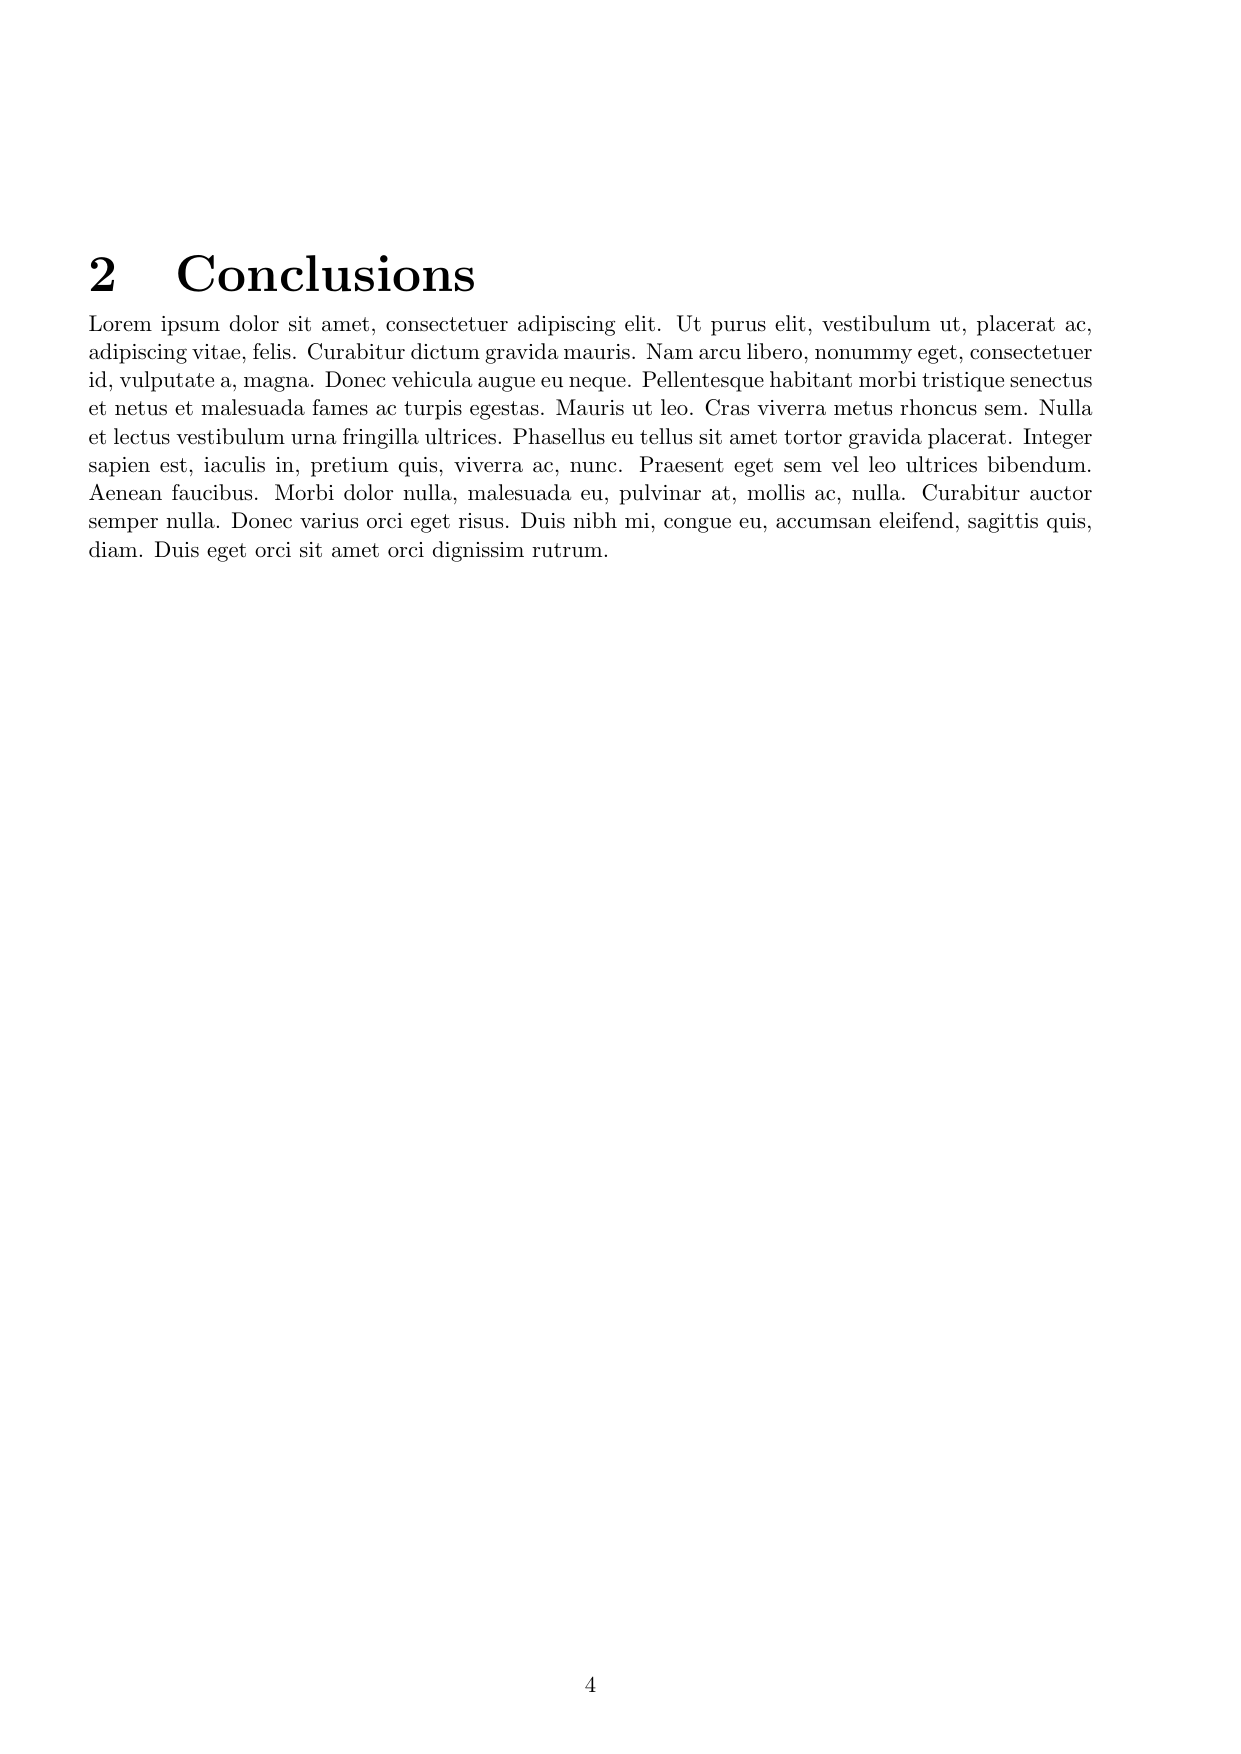 2 Conclusions
Lorem ipsum dolor sit amet, consectetuer adipiscing elit. Ut purus elit, vestibulum ut, placerat ac,
adipiscing vitae, felis. Curabitur dictum gravida mauris. Nam arcu libero, nonummy eget, consectetuer
id, vulputate a, magna. Donec vehicula augue eu neque. Pellentesque habitant morbi tristique senectus
et netus et malesuada fames ac turpis egestas. Mauris ut leo. Cras viverra metus rhoncus sem. Nulla
et lectus vestibulum urna fringilla ultrices. Phasellus eu tellus sit amet tortor gravida placerat. Integer
sapien est, iaculis in, pretium quis, viverra ac, nunc. Praesent eget sem vel leo ultrices bibendum.
Aenean faucibus. Morbi dolor nulla, malesuada eu, pulvinar at, mollis ac, nulla. Curabitur auctor
semper nulla. Donec varius orci eget risus. Duis nibh mi, congue eu, accumsan eleifend, sagittis quis,
diam. Duis eget orci sit amet orci dignissim rutrum.
4